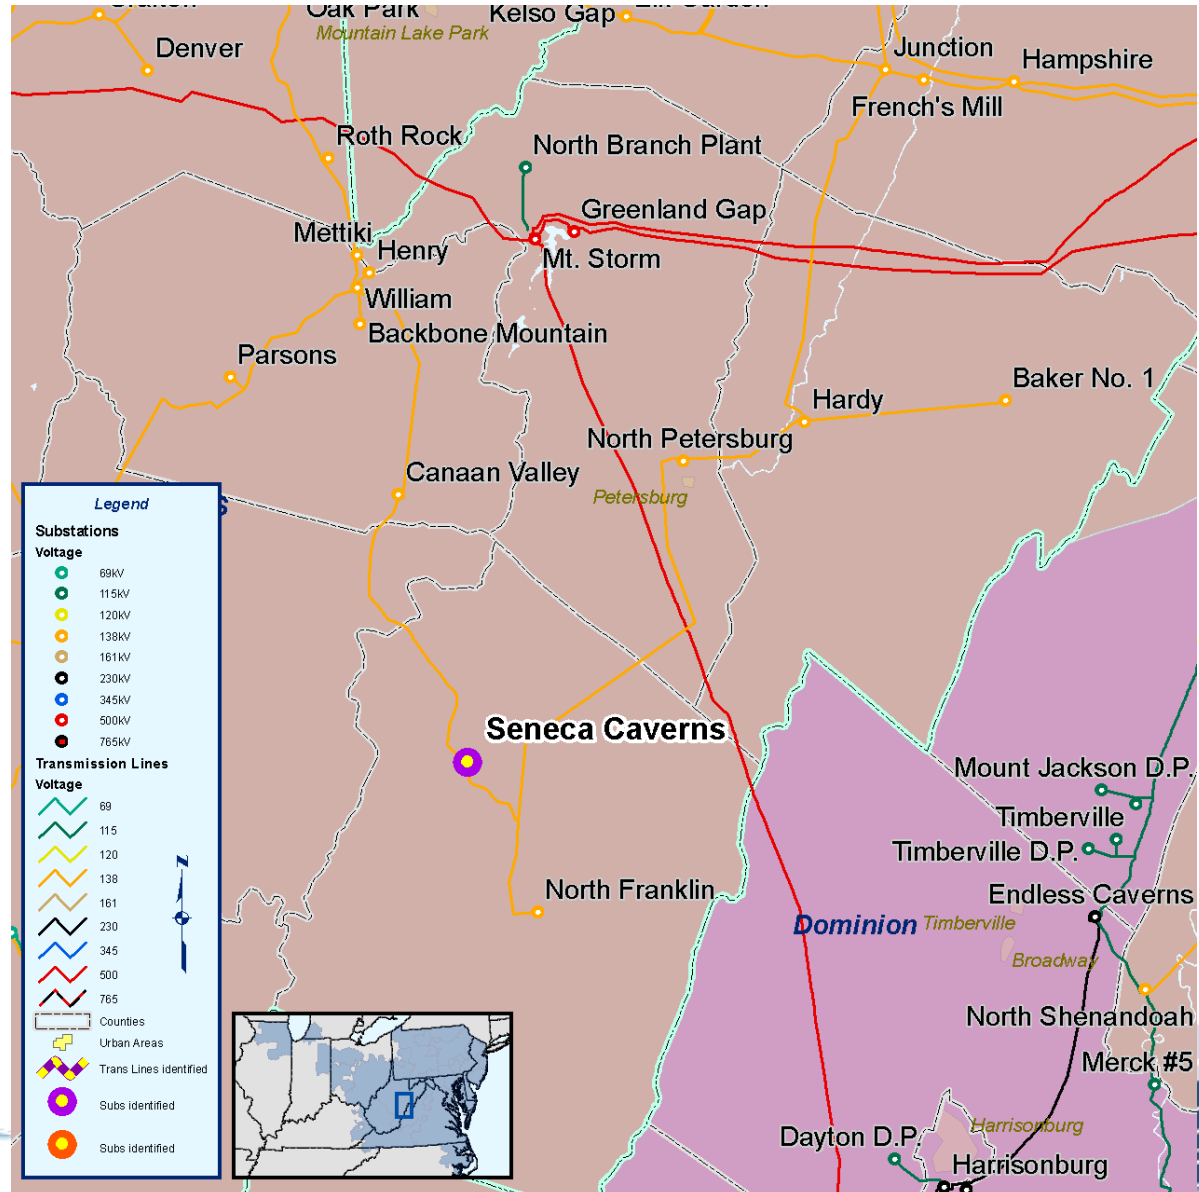 Oak Park
Kelso Gap
Mountain Lake Park
Denver
Junction
Hampshire
French's Mill
Roth Rock
North Branch Plant
Greenland Gap
Mettiki
Henry
Mt. Storm
William
Backbone Mountain
Parsons
Hardy
Baker No. 1
North Petersburg
Canaan Valley
Petersburg
Seneca Caverns
Mount Jackson D.P.
Timberville
Timberville D.P.
Endless Caverns
North Franklin
Dominion
Timberville
Broadway
North Shenandoah
Merck #5
Harrisonburg
Dayton D.P.
Harrisonburg
Legend
Substations
Voltage
69kV
115kV
120kV
138kV
161kV
230kV
345kV
500kV
765kV
Transmission Lines
Voltage
69
115
120
138
161
230
345
500
765
Counties
Urban Areas
Trans Lines identified
Subs identified
Subs identified
N